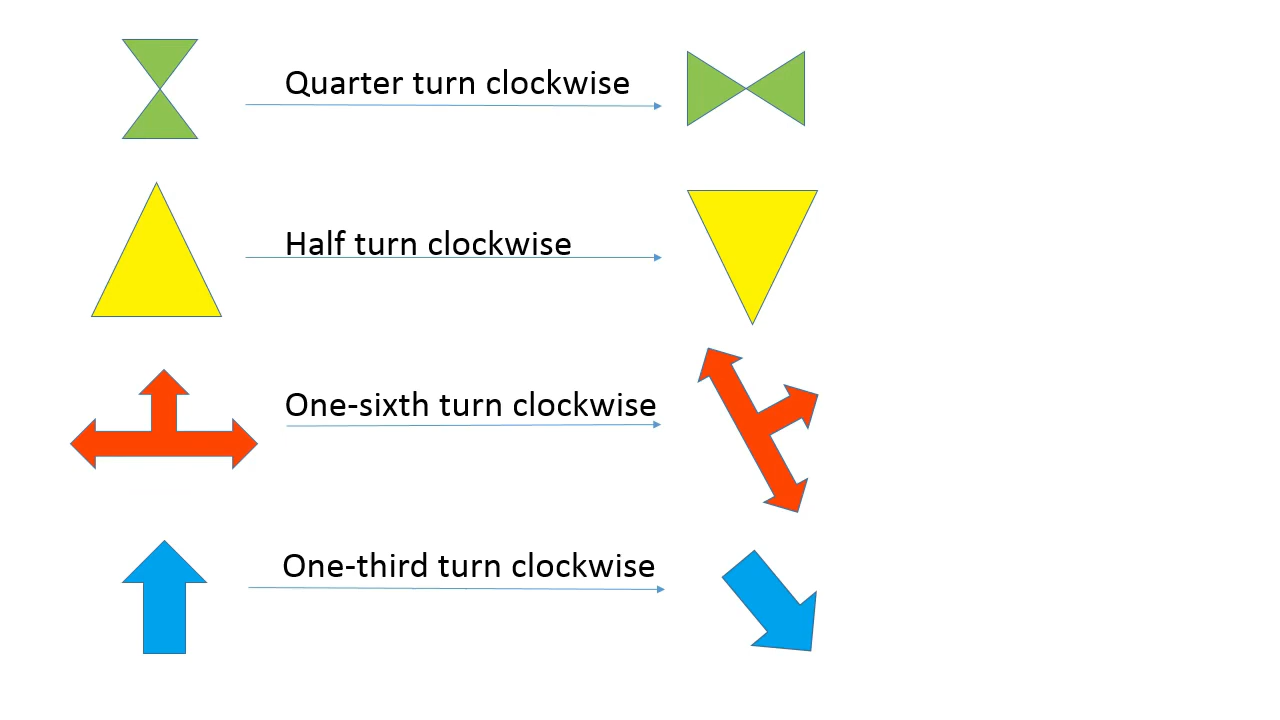 Quarter turn clockwise
Half turn clockwise
One-sixth turn clockwise
One-third turn clockwise